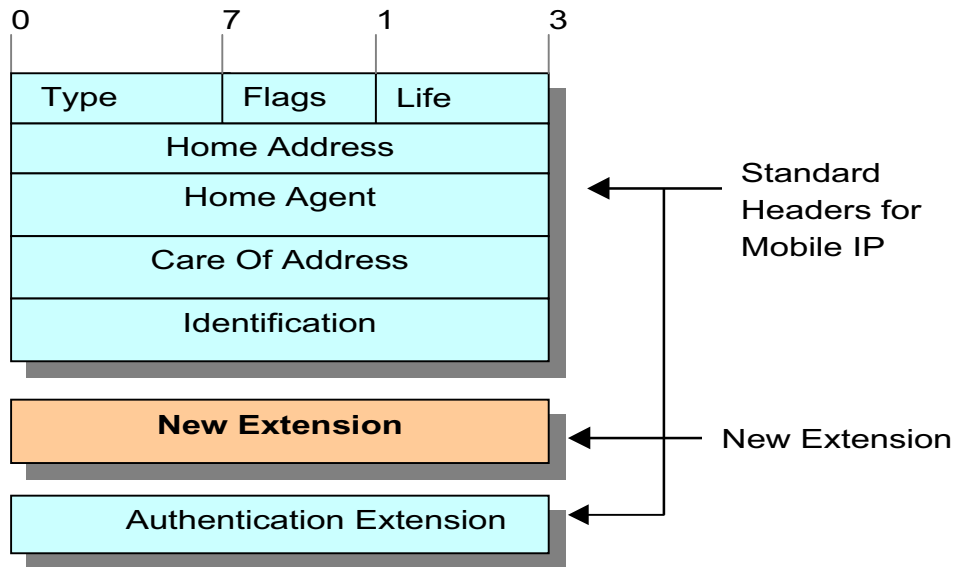 0 7 1 3
Type Flags Life
Home Address
Home Agent
Care Of Address
Identification
Standard
Headers for
Mobile IP
New Extension
New Extension
Authentication Extension